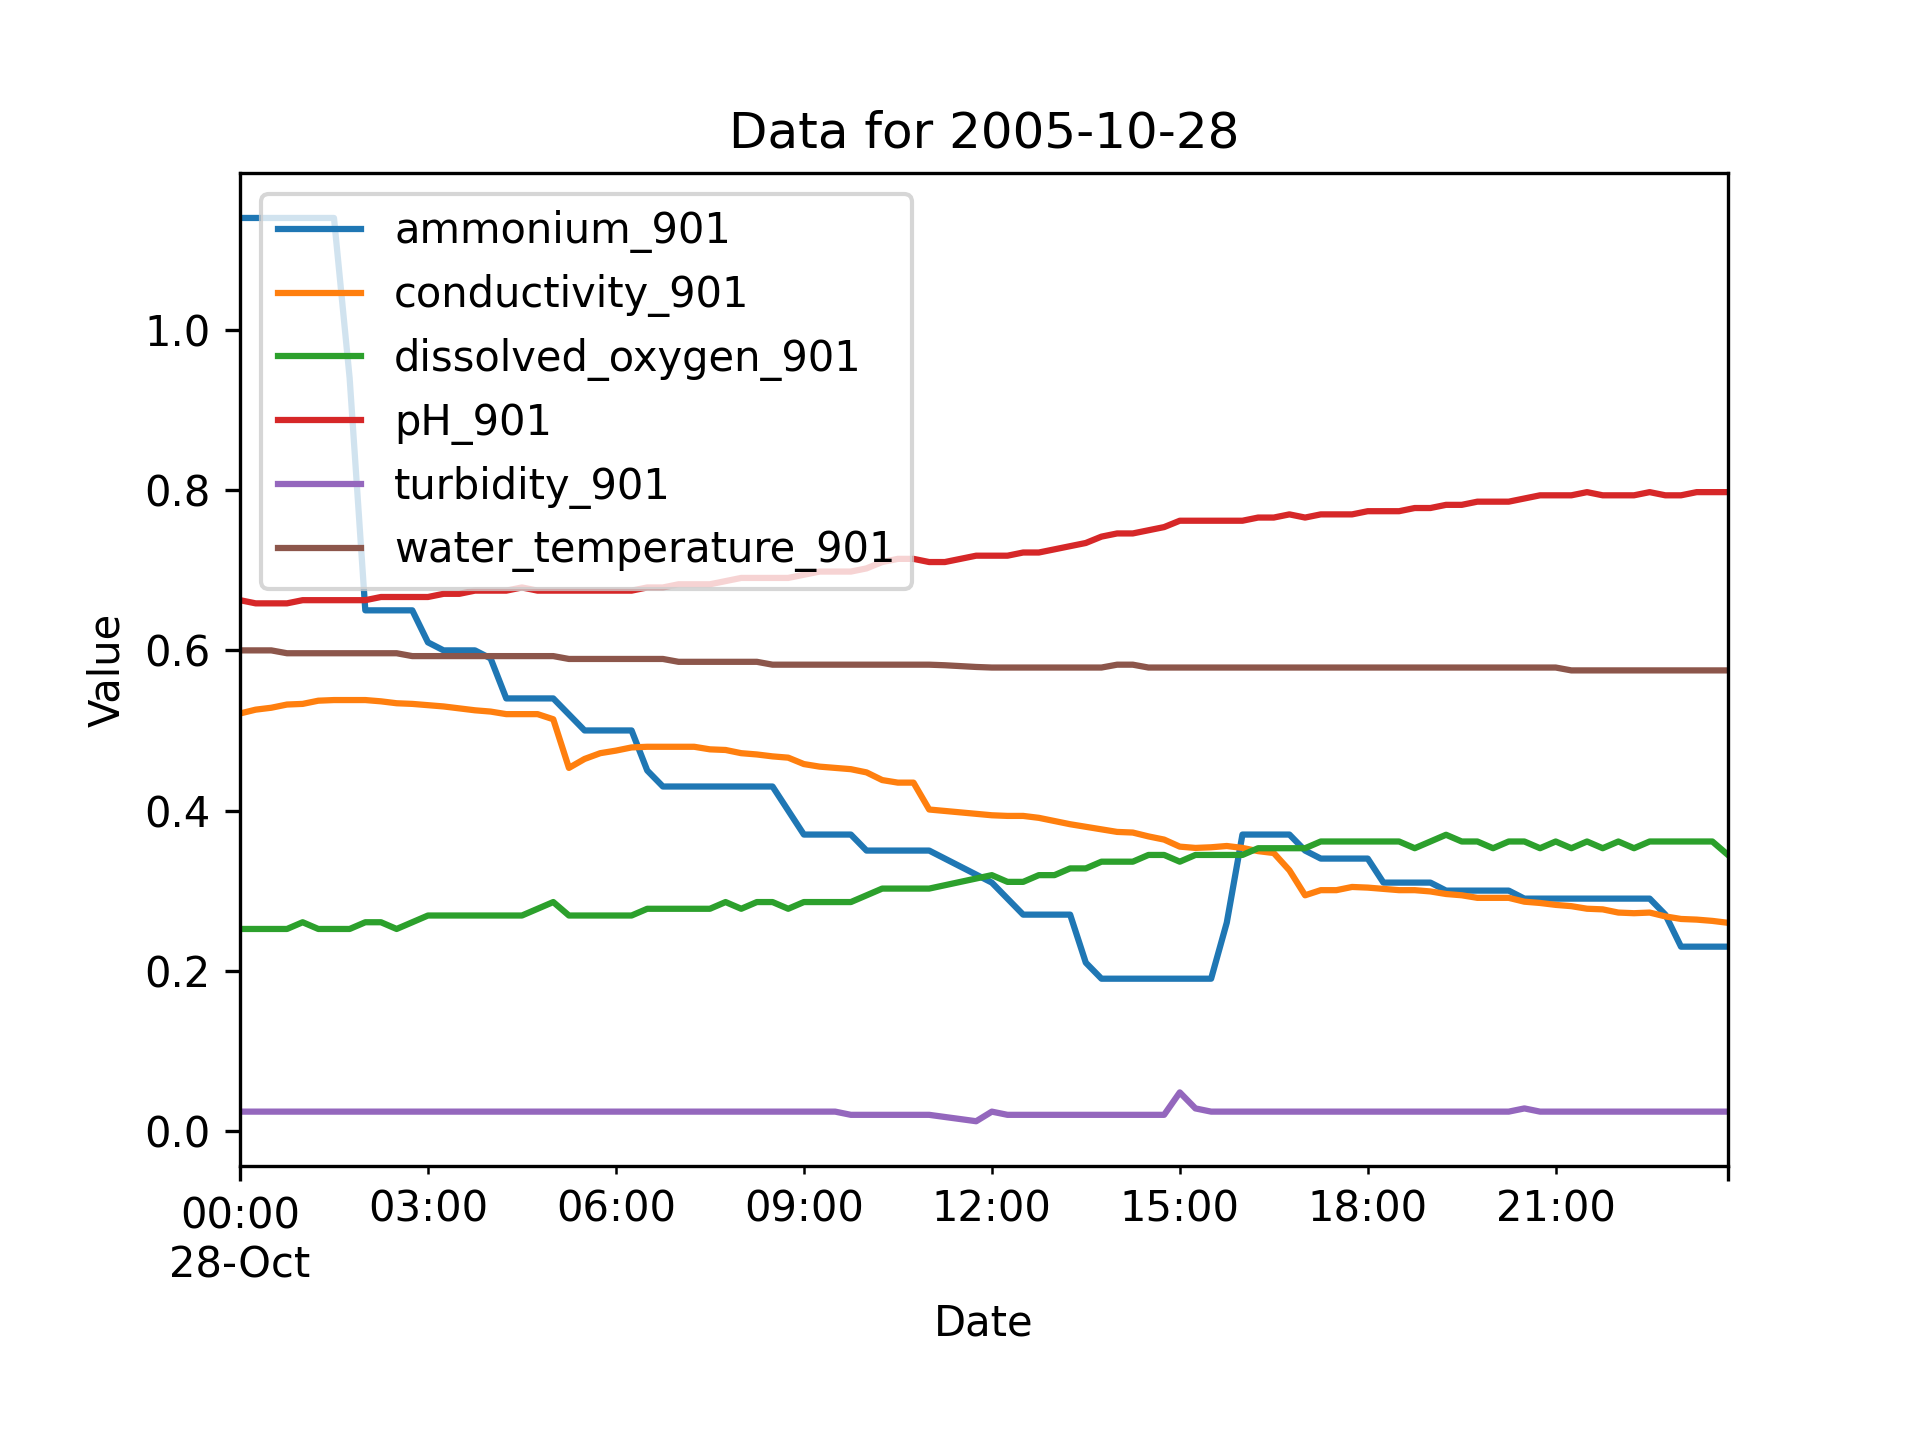 Data for 2005-10-28
ammonium_901
conductivity_901
dissolved_oxygen_901
pH_901
turbidity_901
water_temperature_901
1.0
0.8
0.6
0.4
0.2
0.0
Value
00:00 03:00 06:00 09:00 12:00 15:00 18:00 21:00
28-Oct
Date